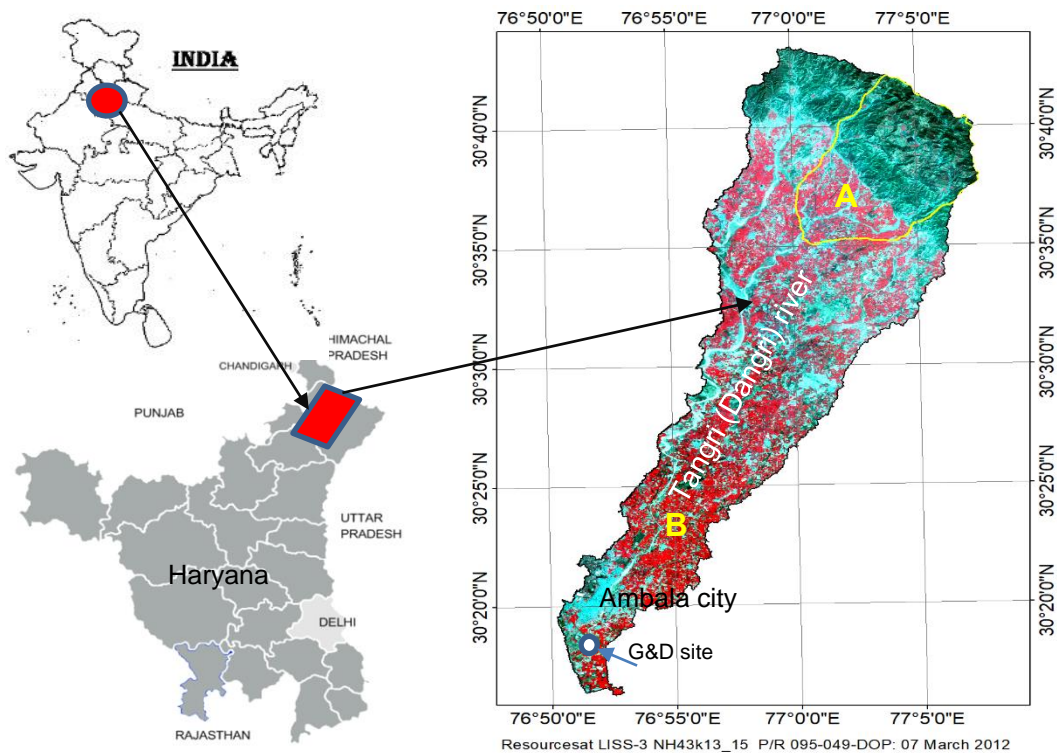 INDIA
HIMACHAL
PRADESH
CHANDIGARH
PUNJAB
UTTAR
PRADESH
Haryana
DELHI
RAJASTHAN
76°50'0"E
76°55'0"E
77°0'0"E
77°5'0"E
30°40'0"N
30°40'0"N
30°35'0"N
30°35'0"N
30°30'0"N
30°30'0"N
30°25'0"N
30°25'0"N
30°20'0"N
30°20'0"N
A
Tangri (Dangri) river
B
Ambala city
G&D site
76°50'0"E
76°55'0"E
77°0'0"E
77°5'0"E
Resourcesat LISS-3 NH43k13_15 P/R 095-049-DOP: 07 March 2012